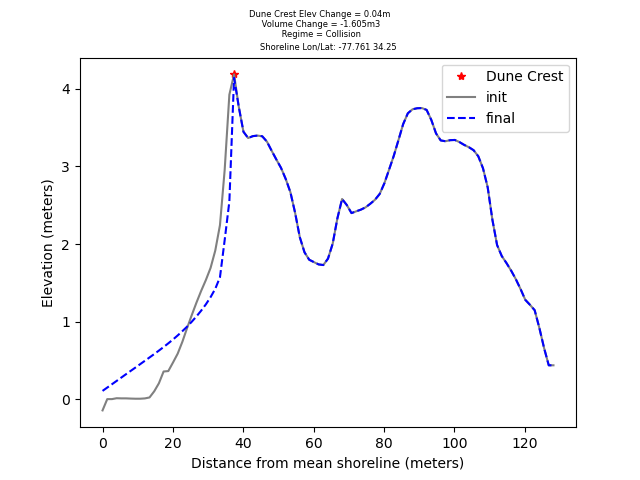 Dune Crest Elev Change = 0.04m
Volume Change = -1.605m3
Regime = Collision
Shoreline Lon/Lat: -77.761 34.25
Dune Crest
init
final
Elevation (meters)
4
3
2
1
0
0 20 40 60 80 100 120
Distance from mean shoreline (meters)